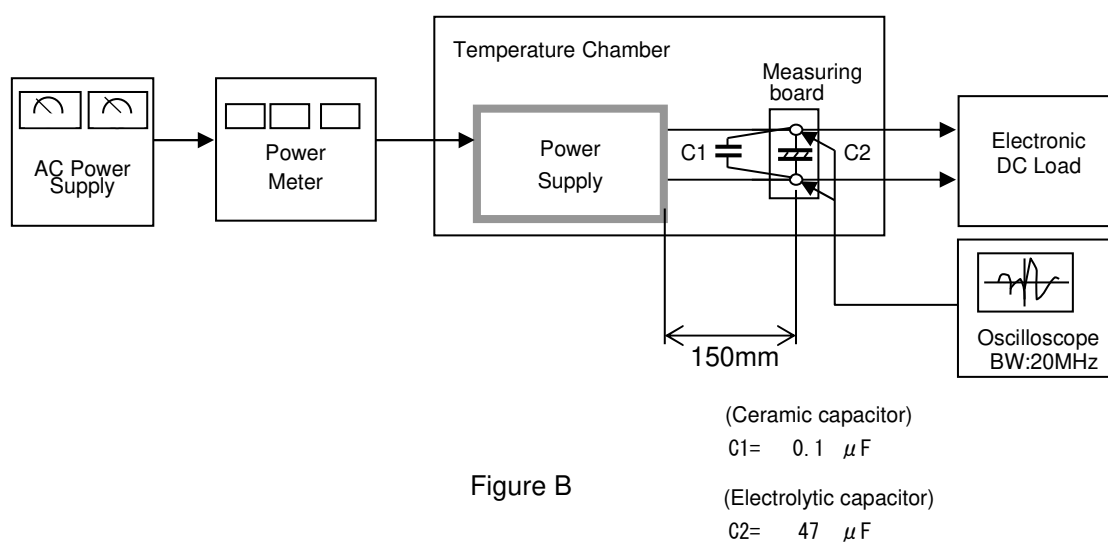 Temperature Chamber
Measuring
board
AC Power
Supply
Power
Meter
Power
Supply
C1
C2
Electronic
DC Load
150mm
Oscilloscope
BW:20MHz
(Ceramic capacitor)
C1= 0.1 μF
Figure B
(Electrolytic capacitor)
C2= 47 μF